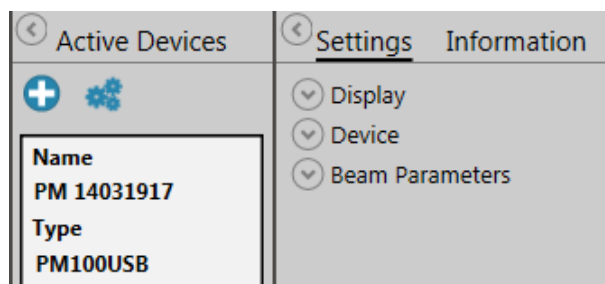 Active Devices
Name
PM 14031917
Type
PM100USB
Settings Information
Display
Device
Beam Parameters